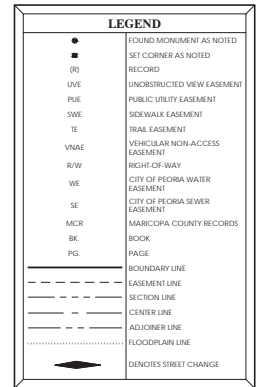 LEGEND
FOUND MONUMENT AS NOTED
SET CORNER AS NOTED
(R) RECORD
UVE UNOBSTRUCTED VIEW EASEMENT
PUE PUBLIC UTILITY EASEMENT
SWE SIDEWALK EASEMENT
TE TRAIL EASEMENT
VNAE VEHICULAR NON-ACCESS
EASEMENT
R/W RIGHT-OF-WAY
WE CITY OF PEORIA WATER
EASEMENT
SE CITY OF PEORIA SEWER
EASEMENT
MCR MARICOPA COUNTY RECORDS
BK. BOOK
PG. PAGE
BOUNDARY LINE
EASEMENT LINE
SECTION LINE
CENTER LINE
ADJOINER LINE
FLOODPLAIN LINE
DENOTES STREET CHANGE